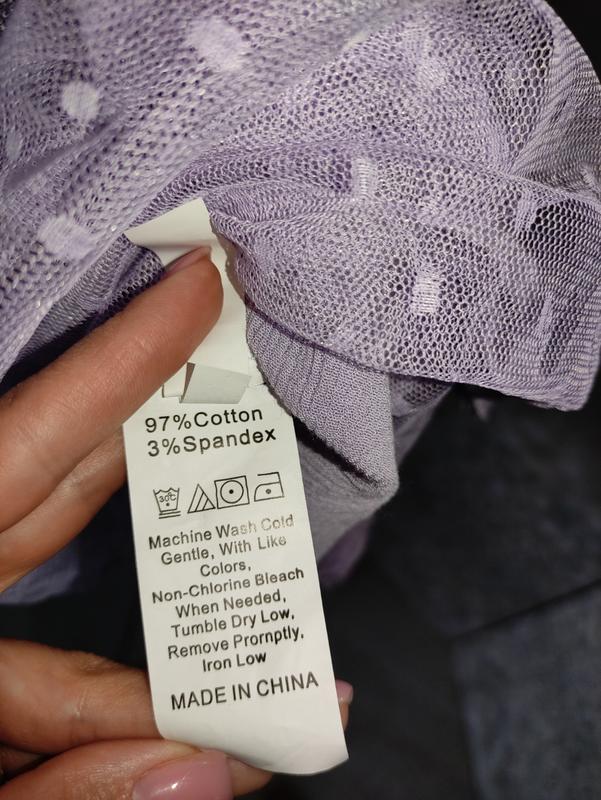 97%Cotton
3%Spandex
30°C
Machine Wash Cold
Gentle, With Like
Colors,
Non-Chlorine Bleach
When Needed,
Tumble Dry Low,
Remove Prornptly,
Iron Low
MADE IN CHINA